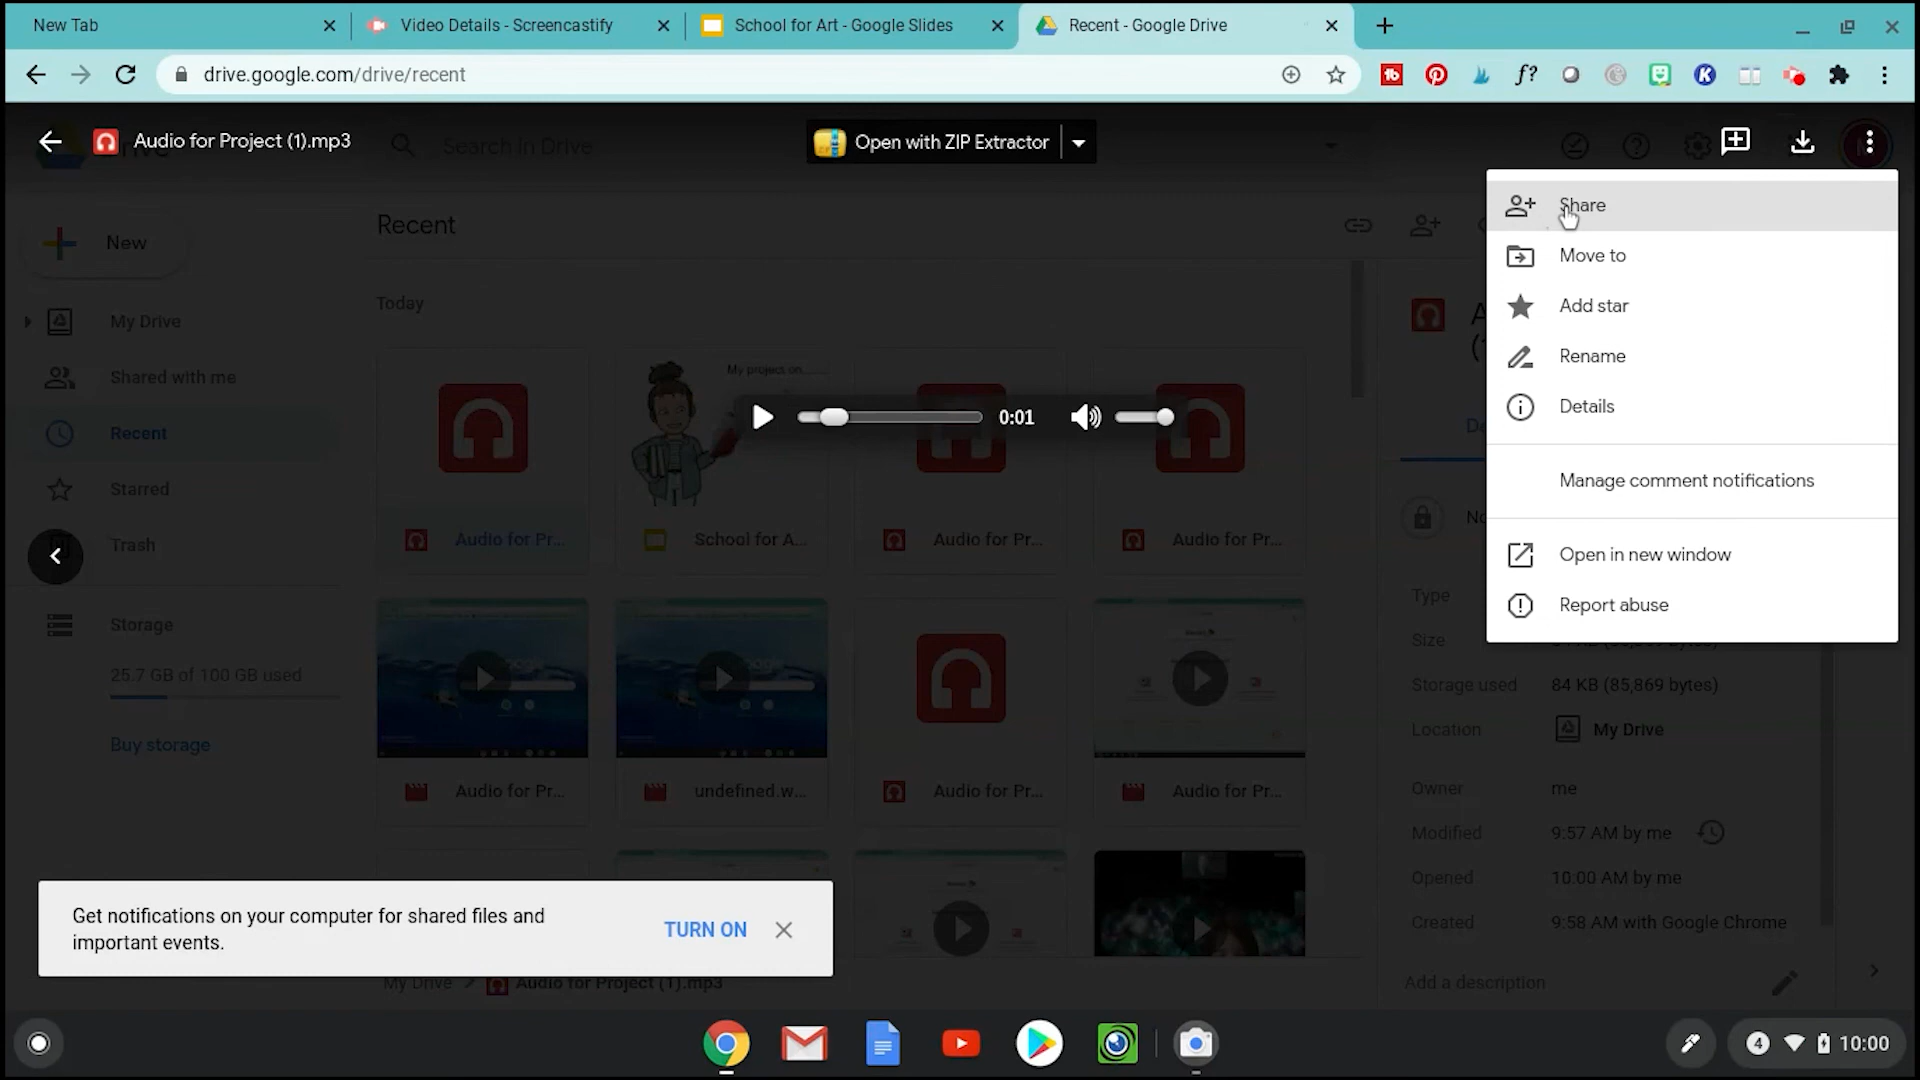 New Tab
Video Details - Screencastify
School for Art - Google Slides
Recent - Google Drive
drive.google.com/drive/recent
f?
K
Audio for Project (1).mp3
Search in Drive
Open with ZIP Extractor
Share
Move to
Add star
Rename
Details
Manage comment notifications
Open in new window
Report abuse
New
Recent
My Drive
Shared with me
Recent
Starred
Trash
Storage
25.7 GB of 100 GB used
Buy storage
Today
My project on
0:01
Audio for Pr...
School for A...
Audio for Pr...
Audio for Pr...
Audio for Pr...
undefined.w...
Audio for Pr...
Audio for Pr...
Type
Size
Storage used
84 KB (85,869 bytes)
Location
My Drive
Owner
me
Modified
9:57 AM by me
Opened
10:00 AM by me
Created
9:58 AM with Google Chrome
Add a description
Get notifications on your computer for shared files and
important events.
TURN ON
My Drive
Audio for Project (1).mp3
4
10:00